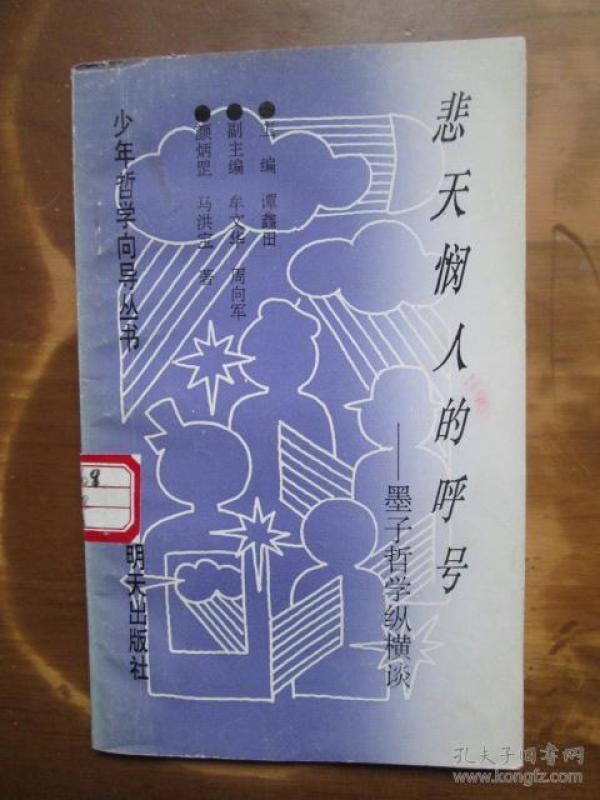 悲天悯人的呼号
——墨子哲学纵横谈
●主编 谭鑫田
●副主编 牟文华 周向军
●颜炳罡 马洪宝 著
少年哲学向导丛书
明天出版社
9
孔夫子旧书网
www.kongfz.com